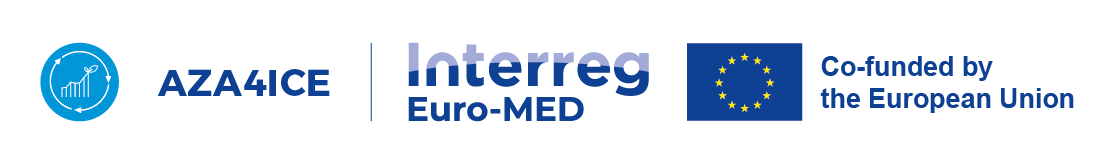 AZA4ICE
Interreg
Euro-MED
Co-funded by
the European Union